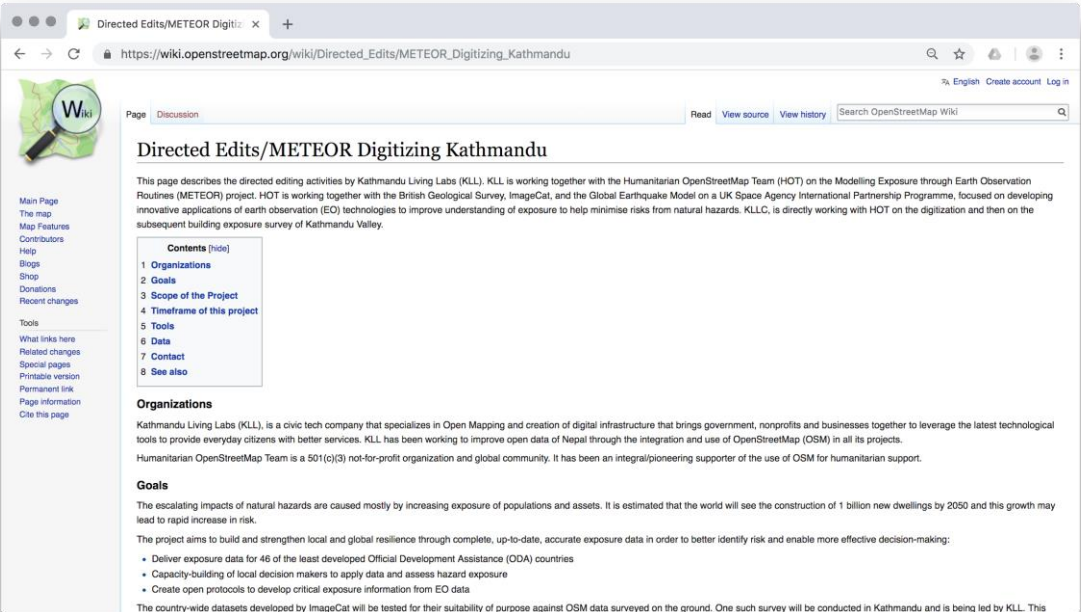 Directed Edits/METEOR Digitiz
https://wiki.openstreetmap.org/wiki/Directed_Edits/METEOR_Digitizing_Kathmandu
English Create account Log in
Wiki
Page Discussion
Read View source View history Search OpenStreetMap Wiki
Directed Edits/METEOR Digitizing Kathmandu
This page describes the directed editing activities by Kathmandu Living Labs (KLL). KLL is working together with the Humanitarian OpenStreetMap Team (HOT) on the Modelling Exposure through Earth Observation
Routines (METEOR) project. HOT is working together with the British Geological Survey, ImageCat, and the Global Earthquake Model on a UK Space Agency International Partnership Programme, focused on developing
innovative applications of earth observation (EO) technologies to improve understanding of exposure to help minimise risks from natural hazards. KLLC, is directly working with HOT on the digitization and then on the
subsequent building exposure survey of Kathmandu Valley.
Main Page
The map
Map Features
Contributors
Help
Blogs
Shop
Donations
Recent changes
Tools
What links here
Related changes
Special pages
Printable version
Permanent link
Page information
Cite this page
Contents [hide]
1 Organizations
2 Goals
3 Scope of the Project
4 Timeframe of this project
5 Tools
6 Data
7 Contact
8 See also
Organizations
Kathmandu Living Labs (KLL), is a civic tech company that specializes in Open Mapping and creation of digital infrastructure that brings government, nonprofits and businesses together to leverage the latest technological
tools to provide everyday citizens with better services. KLL has been working to improve open data of Nepal through the integration and use of OpenStreetMap (OSM) in all its projects.
Humanitarian OpenStreetMap Team is a 501(c)(3) not-for-profit organization and global community. It has been an integral/pioneering supporter of the use of OSM for humanitarian support.
Goals
The escalating impacts of natural hazards are caused mostly by increasing exposure of populations and assets. It is estimated that the world will see the construction of 1 billion new dwellings by 2050 and this growth may
lead to rapid increase in risk.
The project aims to build and strengthen local and global resilience through complete, up-to-date, accurate exposure data in order to better identify risk and enable more effective decision-making:
• Deliver exposure data for 46 of the least developed Official Development Assistance (ODA) countries
• Capacity-building of local decision makers to apply data and assess hazard exposure
• Create open protocols to develop critical exposure information from EO data
The country-wide datasets developed by ImageCat will be tested for their suitability of purpose against OSM data surveyed on the ground. One such survey will be conducted in Kathmandu and is being led by KLL. This